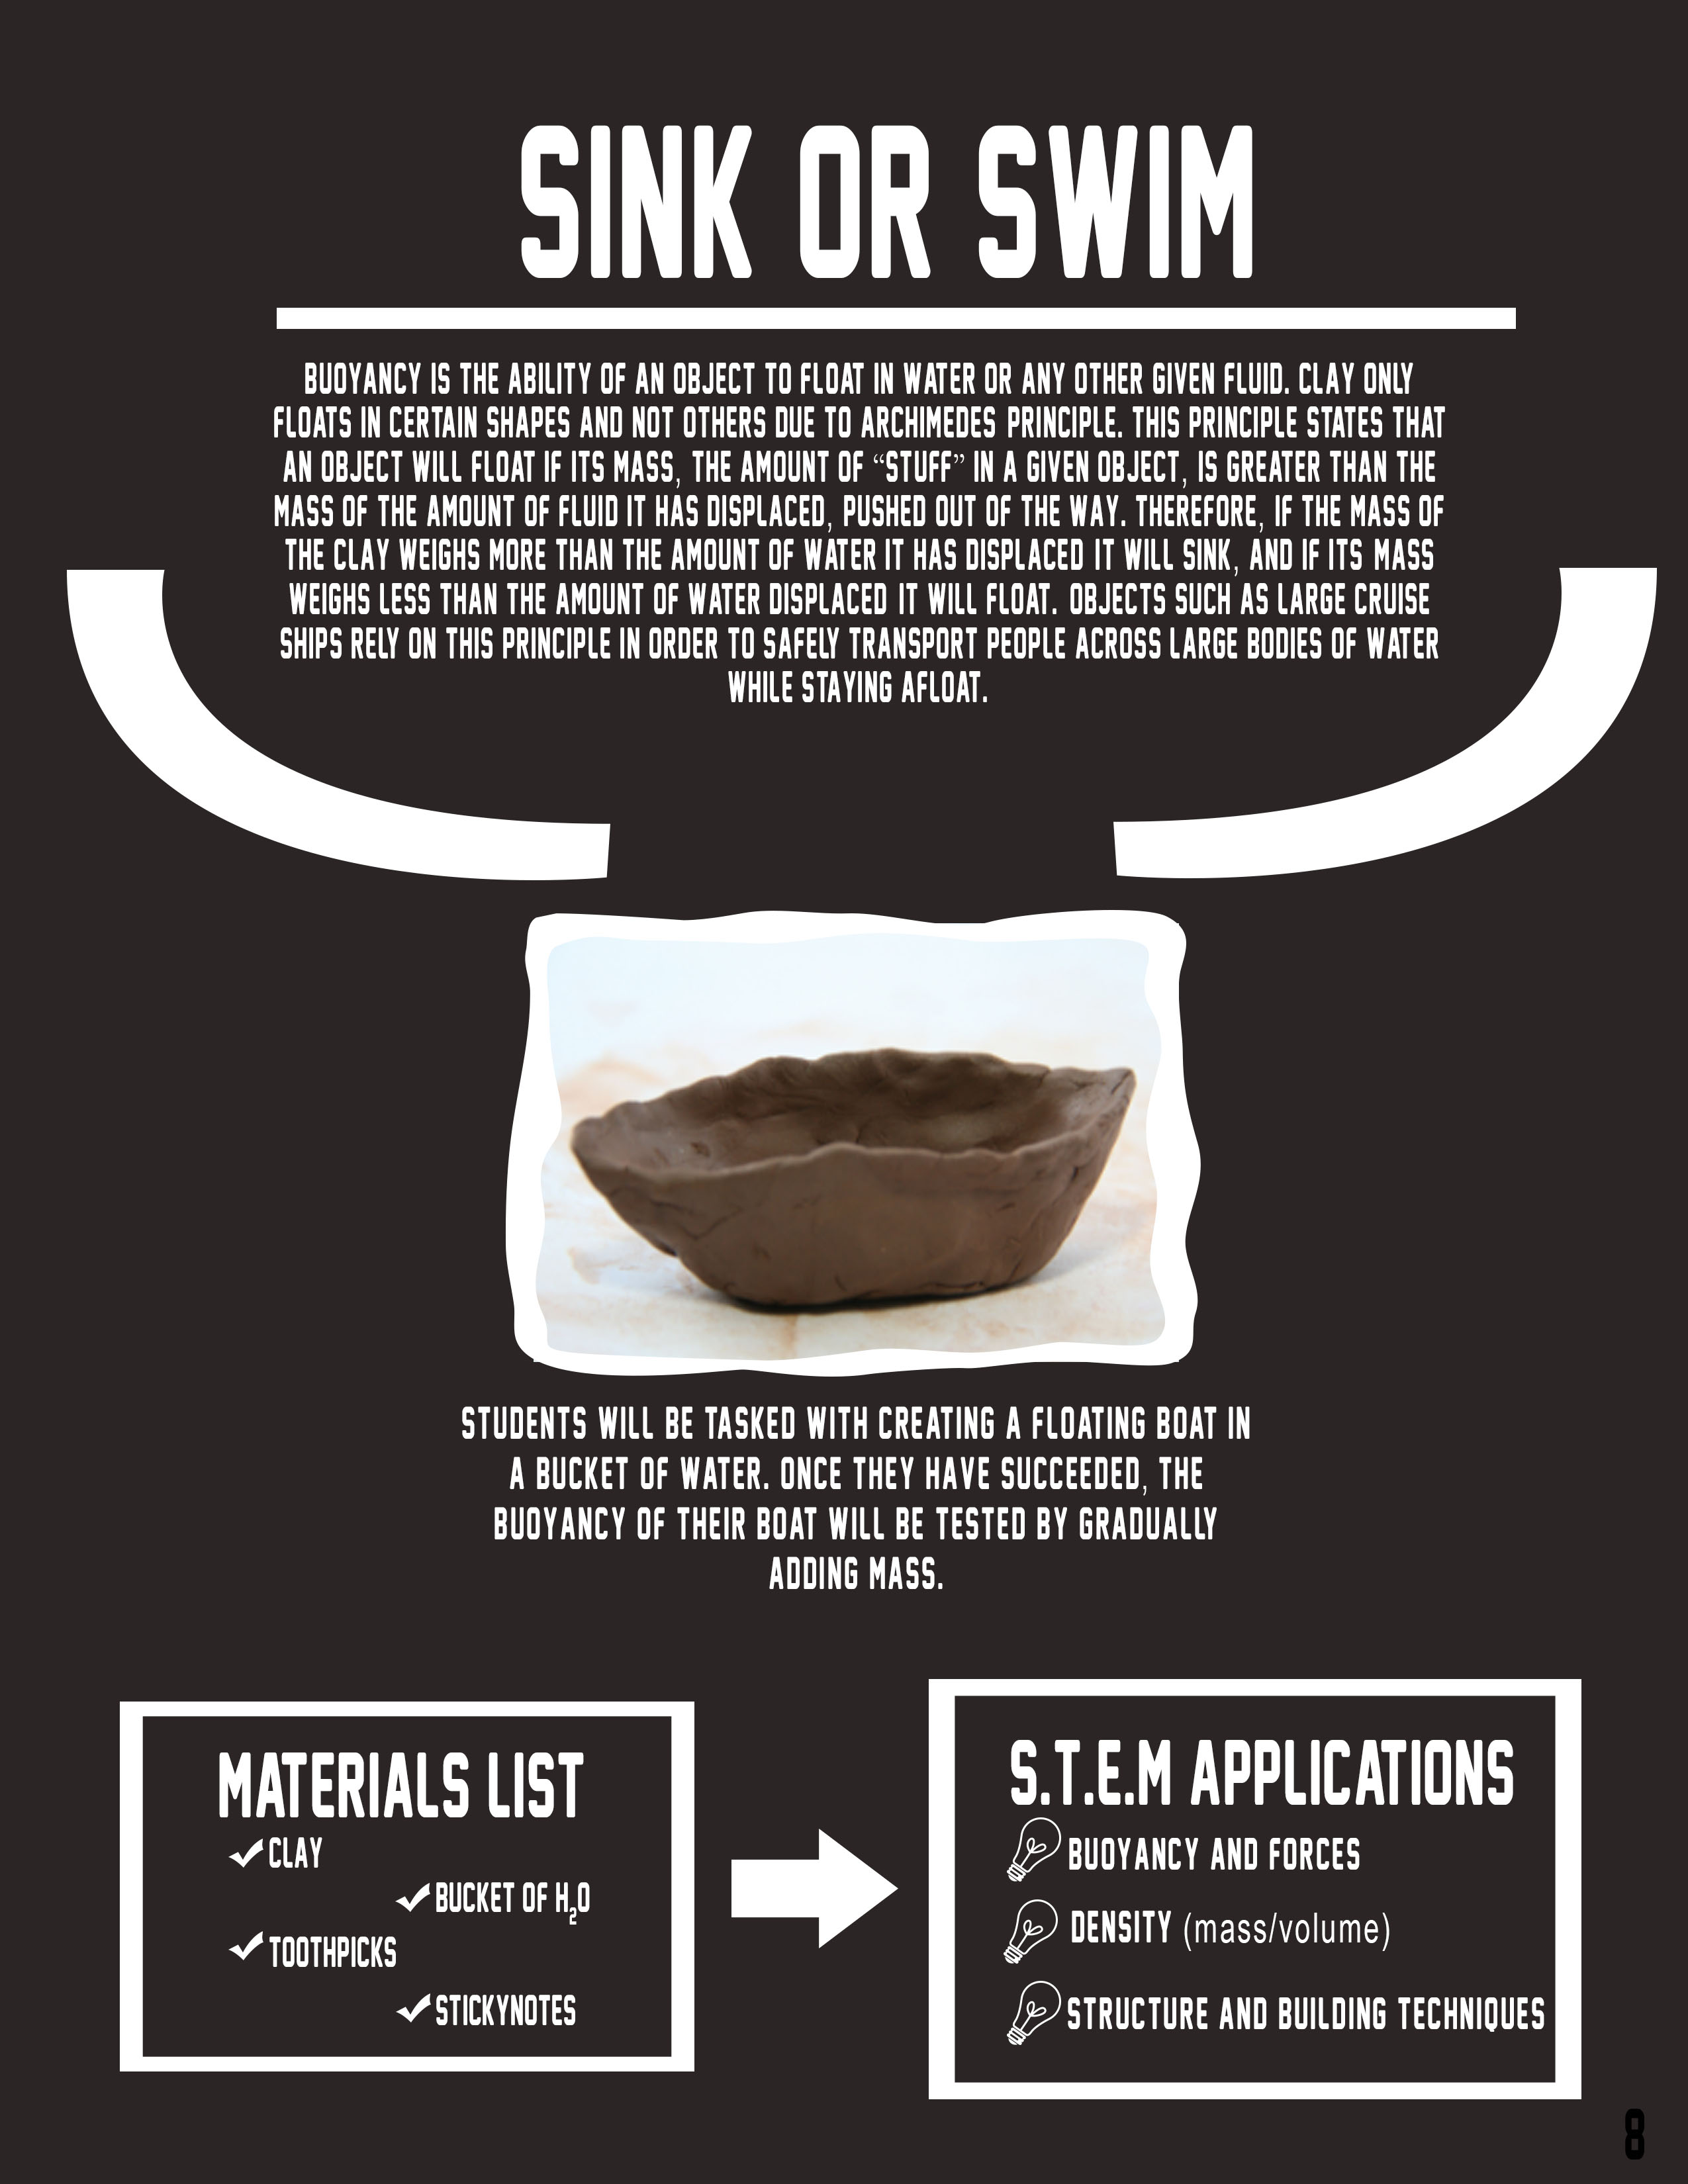 SINK OR SWIM
BUOYANCY IS THE ABILITY OF AN OBJECT TO FLOAT IN WATER OR ANY OTHER GIVEN FLUID. CLAY ONLY
FLOATS IN CERTAIN SHAPES AND NOT OTHERS DUE TO ARCHIMEDES PRINCIPLE. THIS PRINCIPLE STATES THAT
AN OBJECT WILL FLOAT IF ITS MASS, THE AMOUNT OF “STUFF” IN A GIVEN OBJECT, IS GREATER THAN THE
MASS OF THE AMOUNT OF FLUID IT HAS DISPLACED, PUSHED OUT OF THE WAY. THEREFORE, IF THE MASS OF
THE CLAY WEIGHS MORE THAN THE AMOUNT OF WATER IT HAS DISPLACED IT WILL SINK, AND IF ITS MASS
WEIGHS LESS THAN THE AMOUNT OF WATER DISPLACED IT WILL FLOAT. OBJECTS SUCH AS LARGE CRUISE
SHIPS RELY ON THIS PRINCIPLE IN ORDER TO SAFELY TRANSPORT PEOPLE ACROSS LARGE BODIES OF WATER
WHILE STAYING AFLOAT.
STUDENTS WILL BE TASKED WITH CREATING A FLOATING BOAT IN
A BUCKET OF WATER. ONCE THEY HAVE SUCCEEDED, THE
BUOYANCY OF THEIR BOAT WILL BE TESTED BY GRADUALLY
ADDING MASS.
MATERIALS LIST
CLAY
BUCKET OF H₂O
TOOTHPICKS
STICKYNOTES
S.T.E.M APPLICATIONS
BUOYANCY AND FORCES
DENSITY (mass/volume)
STRUCTURE AND BUILDING TECHNIQUES
8